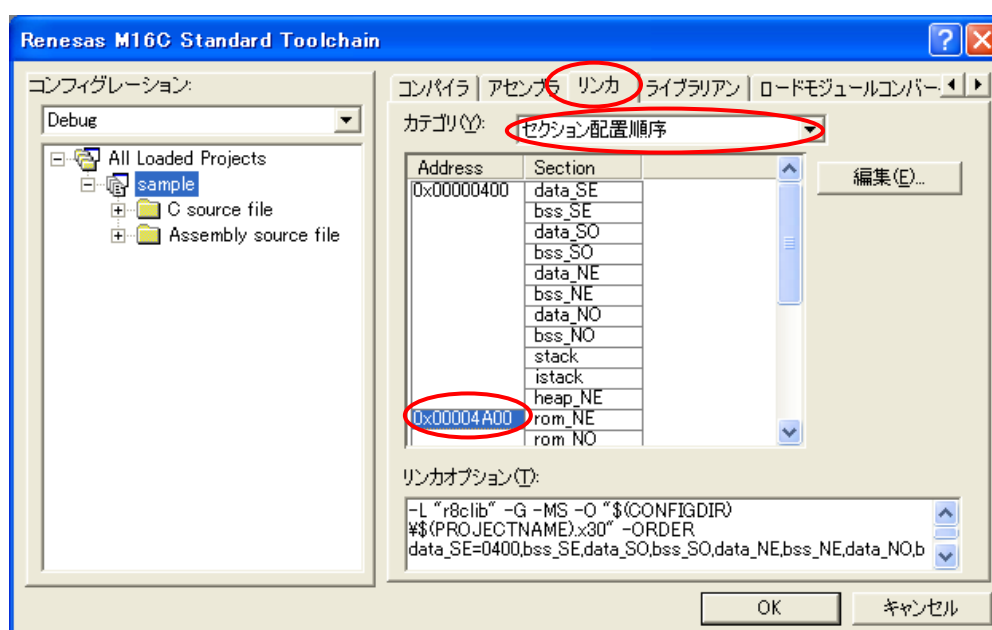 Renesas M16C Standard Toolchain
コンフィグレーション:
Debug
All Loaded Projects
sample
C source file
Assembly source file
コンパイラ アセンブラ リンカ ライブラリアン ロードモジュールコンバー
カテゴリ(Y): セクション配置順序
Address Section
0x00000400 data_SE
bss_SE
data_SO
bss_SO
data_NE
bss_NE
data_NO
bss_NO
stack
istack
heap_NE
0x00004A00 rom_NE
rom_NO
編集(E)...
リンカオプション(T):
-L "r8clib" -G -MS -O "$(CONFIGDIR)
¥$(PROJECTNAME).x30" -ORDER
data_SE=0400,bss_SE,data_SO,bss_SO,data_NE,bss_NE,data_NO,b
OK キャンセル